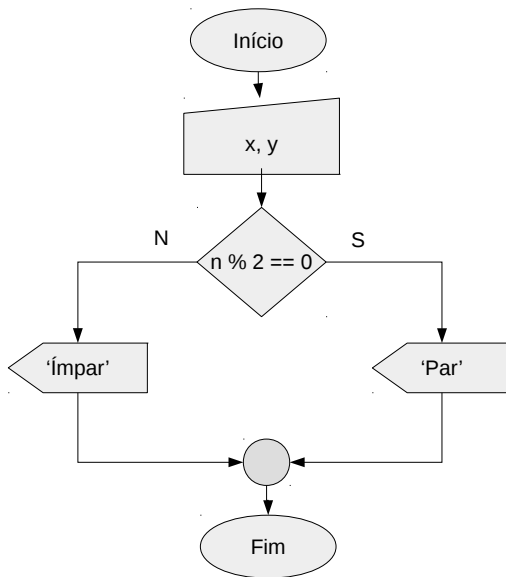 Início
x, y
N
S
n % 2 == 0
‘Ímpar’
‘Par’
Fim